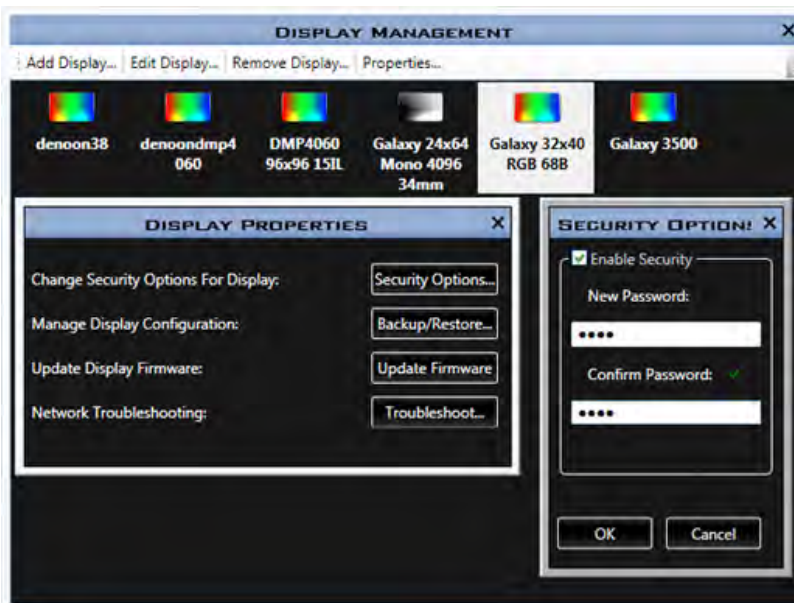 DISPLAY MANAGEMENT X
Add Display... Edit Display... Remove Display... Properties...
denoon38
denoondmp4
060
DMP4060
96x96 15IL
Galaxy 24x64
Mono 4096
34mm
Galaxy 32x40
RGB 68B
Galaxy 3500
DISPLAY PROPERTIES X
Change Security Options For Display: Security Options...
Manage Display Configuration: Backup/Restore...
Update Display Firmware: Update Firmware
Network Troubleshooting: Troubleshoot...
SECURITY OPTION! X
Enable Security
New Password:
••••
Confirm Password:
••••
OK Cancel